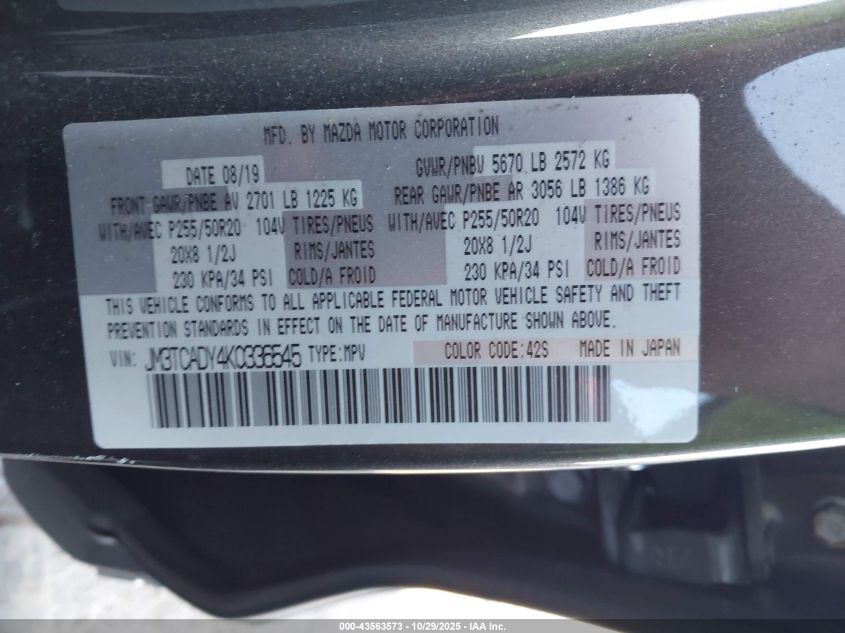 MFD. BY MAZDA MOTOR CORPORATION
DATE 08/19 GVWR/PNBV 5670 LB 2572 KG
FRONT GAWR/PNBE AV 2701 LB 1225 KG REAR GAWR/PNBE AR 3056 LB 1386 KG
WITH/AVEC P255/50R20 104V TIRES/PNEUS WITH/AVEC P255/50R20 104V TIRES/PNEUS
20X8 1/2J RIMS/JANTES 20X8 1/2J RIMS/JANTES
230 KPA/34 PSI COLD/A FROID 230 KPA/34 PSI COLD/A FROID
THIS VEHICLE CONFORMS TO ALL APPLICABLE FEDERAL MOTOR VEHICLE SAFETY AND THEFT
PREVENTION STANDARDS IN EFFECT ON THE DATE OF MANUFACTURE SHOWN ABOVE.
VIN: JM3TCADY4K0336545 TYPE:MPV COLOR CODE:42S MADE IN JAPAN
000-43563573 | 10/29/2025 - IAA Inc.